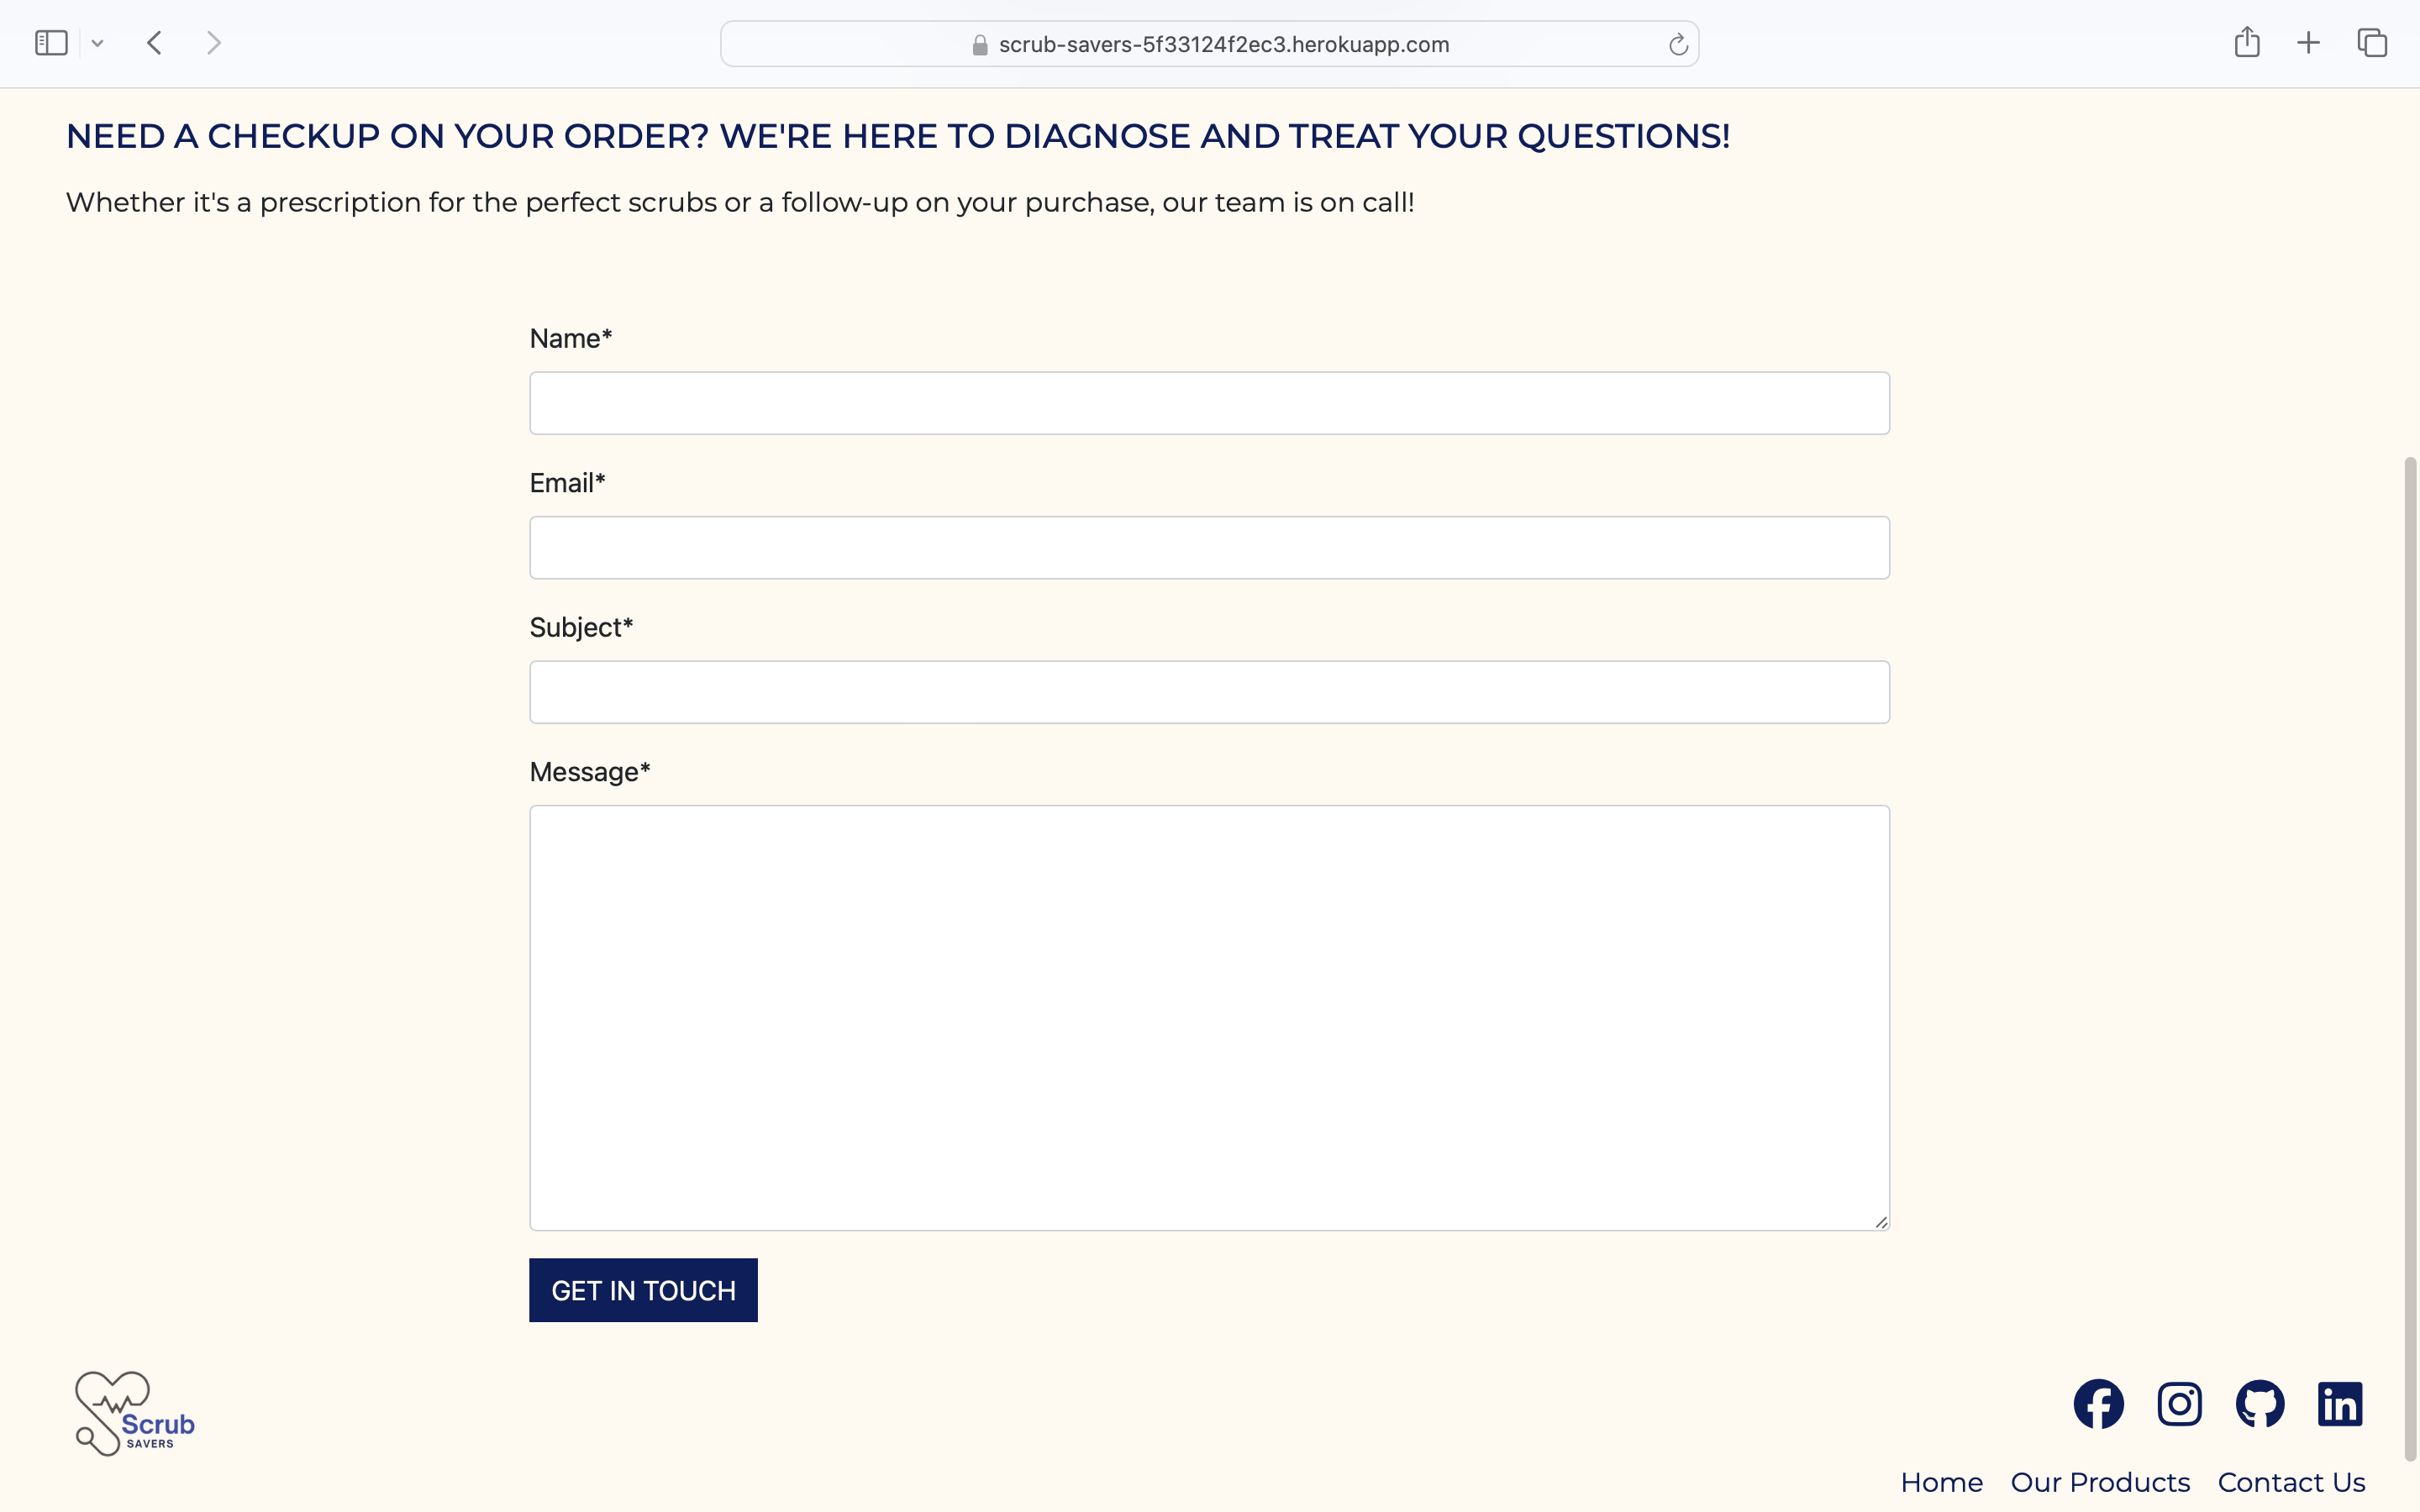 scrub-savers-5f33124f2ec3.herokuapp.com
NEED A CHECKUP ON YOUR ORDER? WE'RE HERE TO DIAGNOSE AND TREAT YOUR QUESTIONS!
Whether it's a prescription for the perfect scrubs or a follow-up on your purchase, our team is on call!
Name*
Email*
Subject*
Message*
GET IN TOUCH
Scrub
SAVERS
in
Home Our Products Contact Us